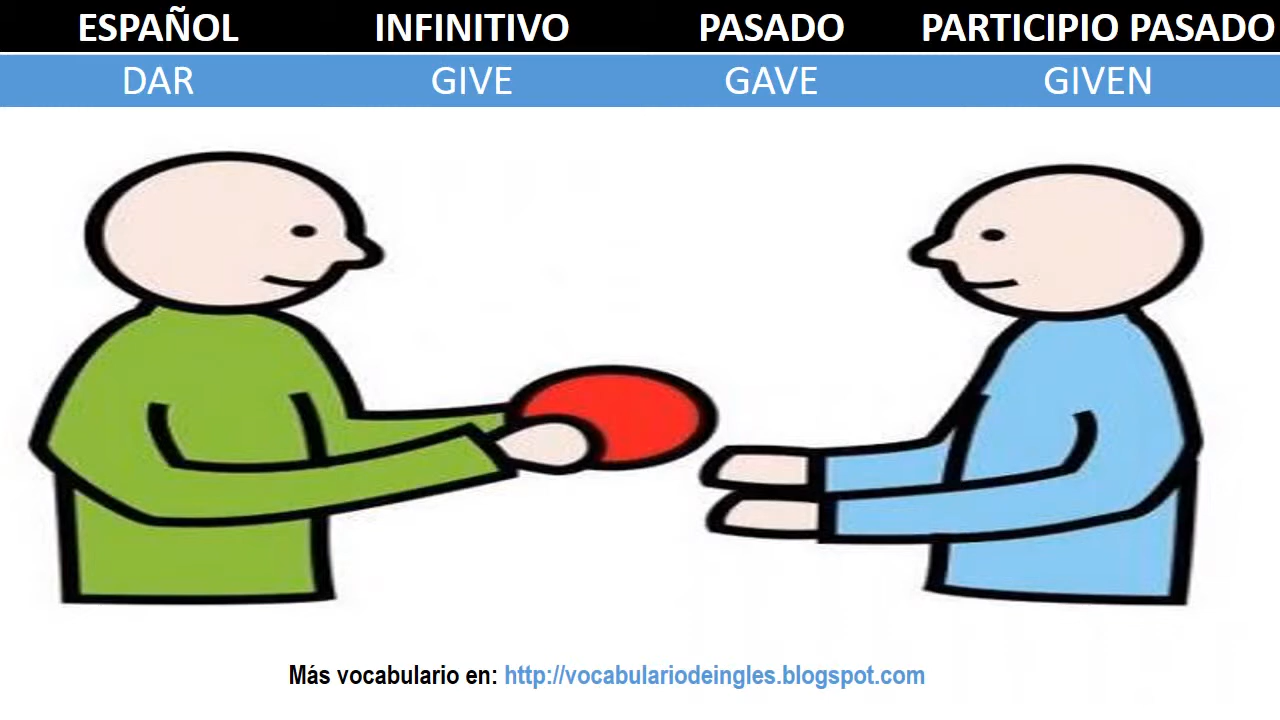 ESPAÑOL INFINITIVO PASADO PARTICIPIO PASADO
DAR GIVE GAVE GIVEN
Más vocabulario en: http://vocabulariodeingles.blogspot.com